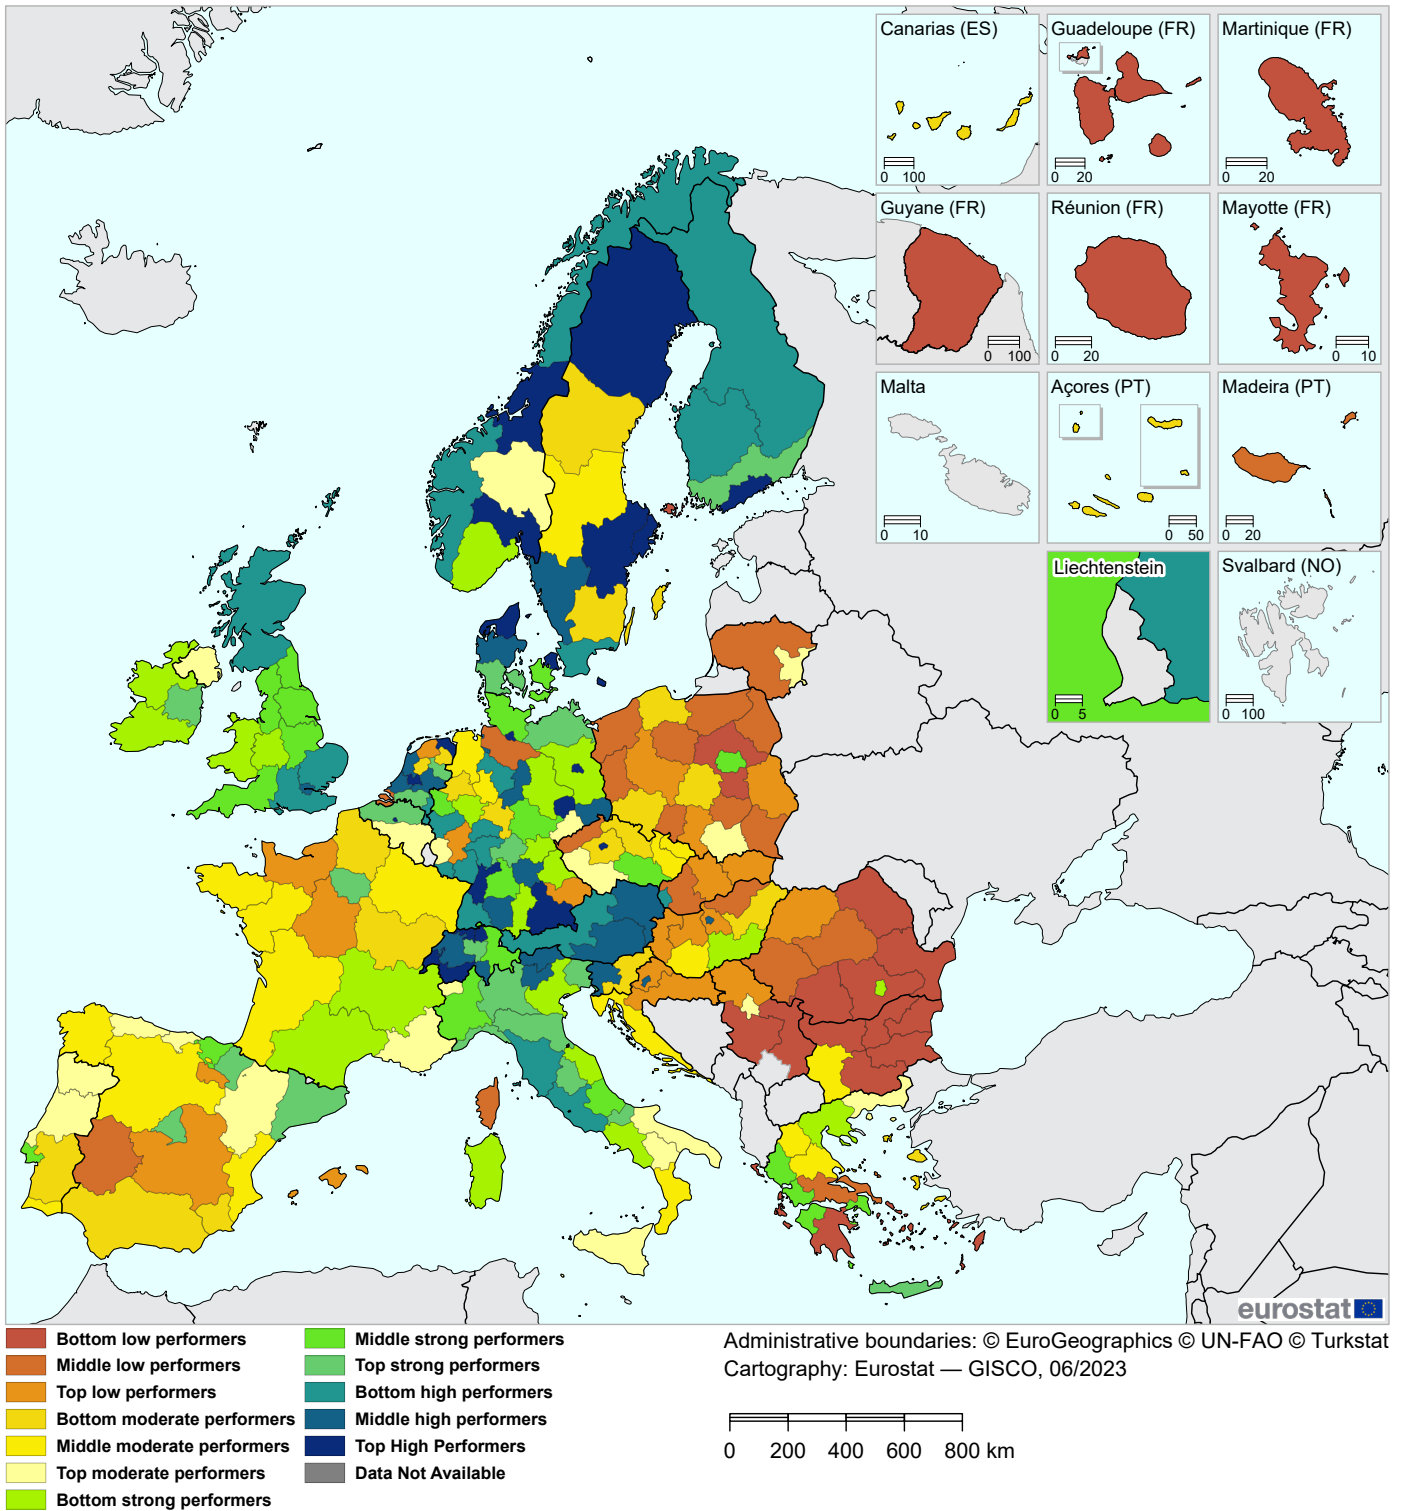 Canarias (ES)
0 100
Guadeloupe (FR)
0 20
Martinique (FR)
0 20
Guyane (FR)
0 100
Réunion (FR)
0 20
Mayotte (FR)
0 10
Malta
0 10
Açores (PT)
0 50
Madeira (PT)
0 20
Liechtenstein
0 5
Svalbard (NO)
0 100
eurostat
Bottom low performers
Middle low performers
Top low performers
Bottom moderate performers
Middle moderate performers
Top moderate performers
Bottom strong performers
Middle strong performers
Top strong performers
Bottom high performers
Middle high performers
Top High Performers
Data Not Available
Administrative boundaries: © EuroGeographics © UN-FAO © Turkstat
Cartography: Eurostat — GISCO, 06/2023
0 200 400 600 800 km